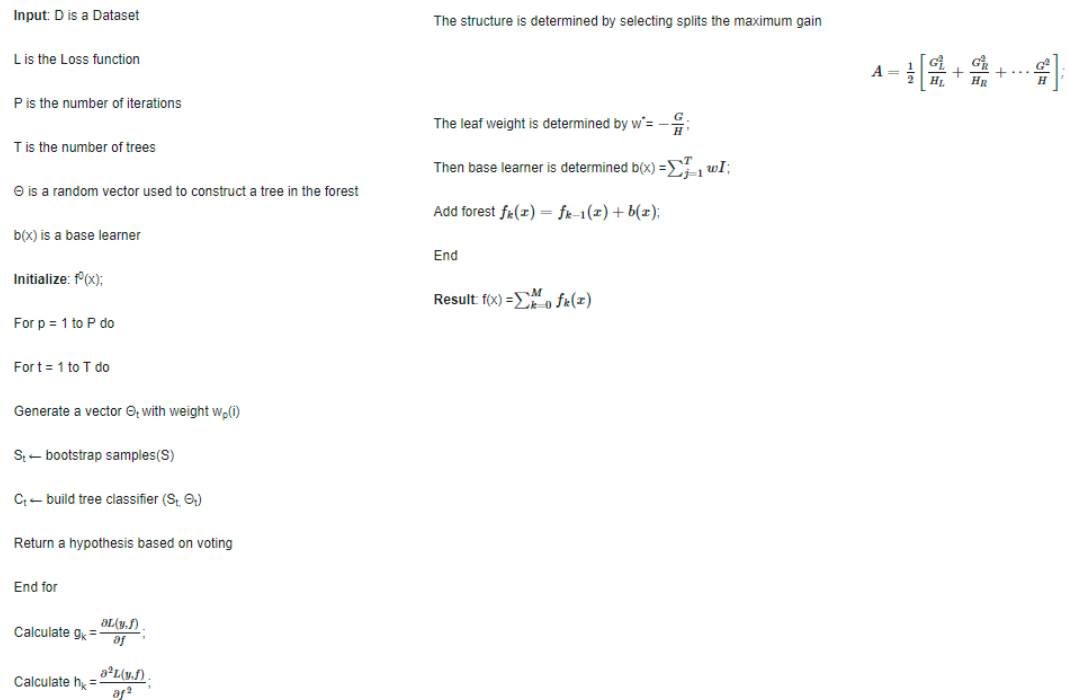 Input: D is a Dataset
L is the Loss function
P is the number of iterations
T is the number of trees
Θ is a random vector used to construct a tree in the forest
b(x) is a base learner
Initialize: f⁰(x);
For p = 1 to P do
For t = 1 to T do
Generate a vector Θₜ with weight wₚ(i)
Sₜ ← bootstrap samples(S)
Cₜ ← build tree classifier (Sₜ, Θₜ)
Return a hypothesis based on voting
End for
Calculate gₖ = ∂L(y,f)/∂f;
Calculate hₖ = ∂²L(y,f)/∂f²;
The structure is determined by selecting splits the maximum gain
A = 1/2 [G²_L/H_L + G²_R/H_R + ⋯ G²/H];
The leaf weight is determined by w* = −G/H;
Then base learner is determined b(x) =∑_{j=1}^{T} wI;
Add forest fₖ(x) = fₖ₋₁(x) + b(x);
End
Result: f(x) =∑_{k=0}^{M} fₖ(x)